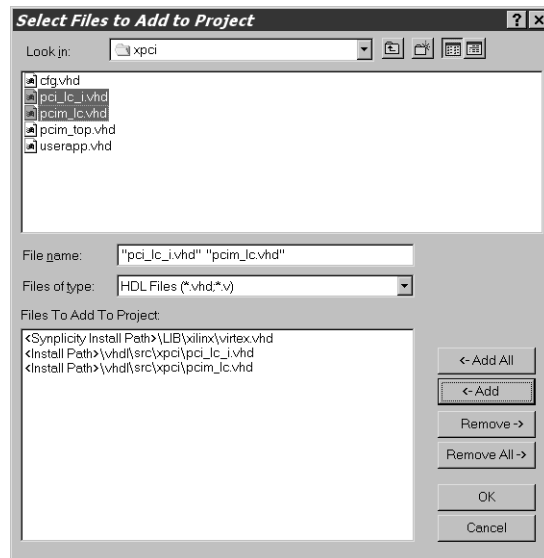 Select Files to Add to Project
Look in:
xpci
cfg.vhd
pci_lc_i.vhd
pcim_lc.vhd
pcim_top.vhd
userapp.vhd
File name:
"pci_lc_i.vhd" "pcim_lc.vhd"
Files of type:
HDL Files (*.vhd;*.v)
Files To Add To Project:
<Synplicity Install Path>\LIB\xilinx\virtex.vhd
<Install Path>\vhdl\src\xpci\pci_lc_i.vhd
<Install Path>\vhdl\src\xpci\pcim_lc.vhd
<- Add All
<- Add
Remove ->
Remove All ->
OK
Cancel